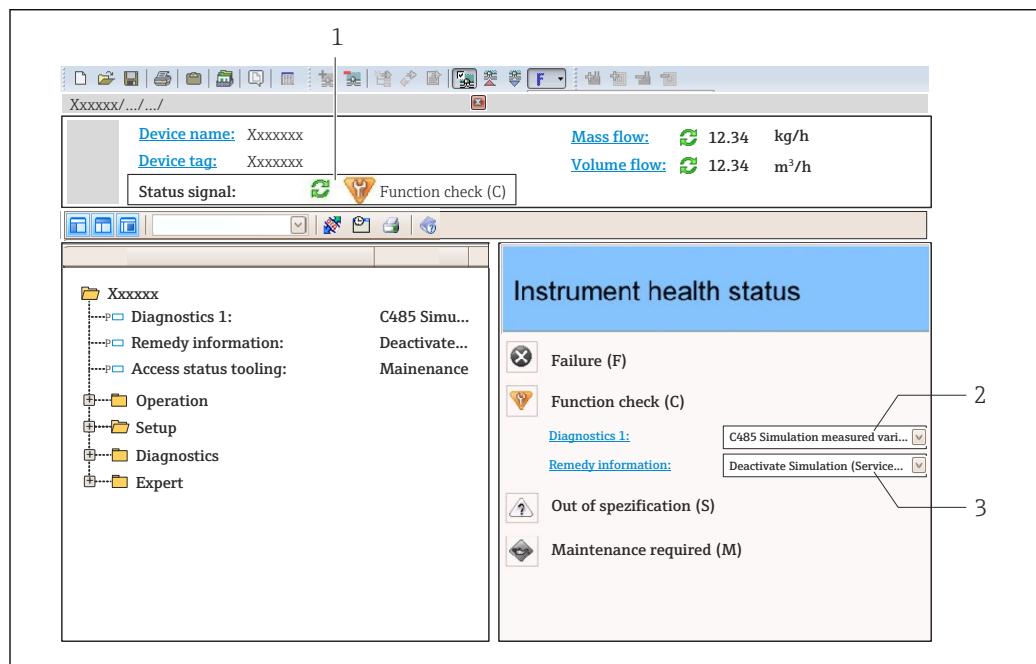 1
F
Xxxxxx/.../.../
Device name: Xxxxxxx
Mass flow: 12.34 kg/h
Device tag: Xxxxxxx
Volume flow: 12.34 m³/h
Status signal: Function check (C)
Xxxxxx
Diagnostics 1: C485 Simu...
Remedy information: Deactivate...
Access status tooling: Mainenance
Operation
Setup
Diagnostics
Expert
Instrument health status
Failure (F)
Function check (C)
2
Diagnostics 1: C485 Simulation measured vari...
Remedy information: Deactivate Simulation (Service...
Out of spezification (S)
3
Maintenance required (M)